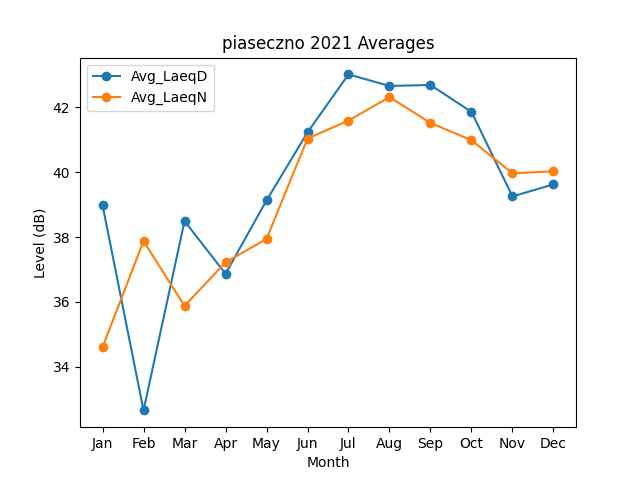 piaseczno 2021 Averages
Avg_LaeqD
Avg_LaeqN
Level (dB)
42
40
38
36
34
Jan Feb Mar Apr May Jun Jul Aug Sep Oct Nov Dec
Month